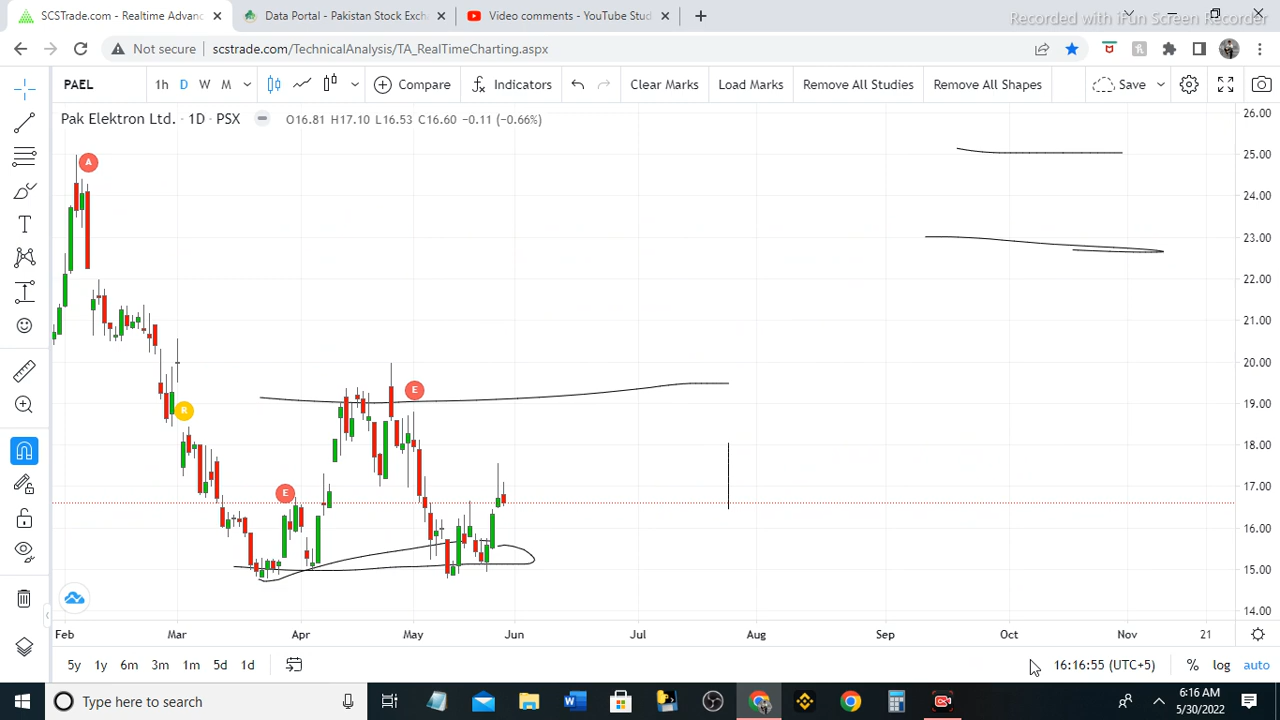 SCSTrade.com - Realtime Advanc
Data Portal - Pakistan Stock Exch
Video comments - YouTube Stud
Recorded with iFun Screen Recorder
Not secure
scstrade.com/TechnicalAnalysis/TA_RealTimeCharting.aspx
PAEL 1h D W M Compare Indicators Clear Marks Load Marks Remove All Studies Remove All Shapes Save
Pak Elektron Ltd. · 1D · PSX O16.81 H17.10 L16.53 C16.60 −0.11 (−0.66%)
26.00
A
25.00
24.00
23.00
22.00
21.00
20.00
E
19.00
R
18.00
E
17.00
16.00
15.00
14.00
Feb Mar Apr May Jun Jul Aug Sep Oct Nov 21
5y 1y 6m 3m 1m 5d 1d 16:16:55 (UTC+5) % log auto
Type here to search
6:16 AM
5/30/2022